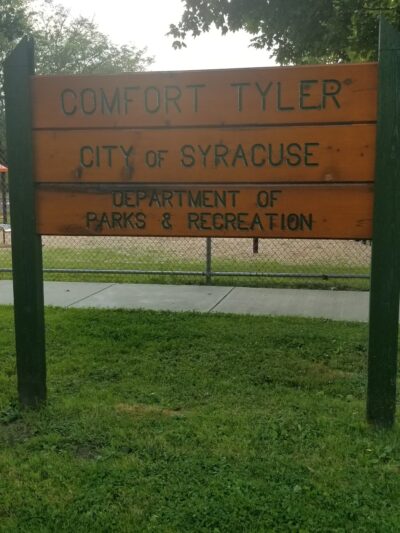 COMFORT TYLER
CITY OF SYRACUSE
DEPARTMENT OF
PARKS & RECREATION